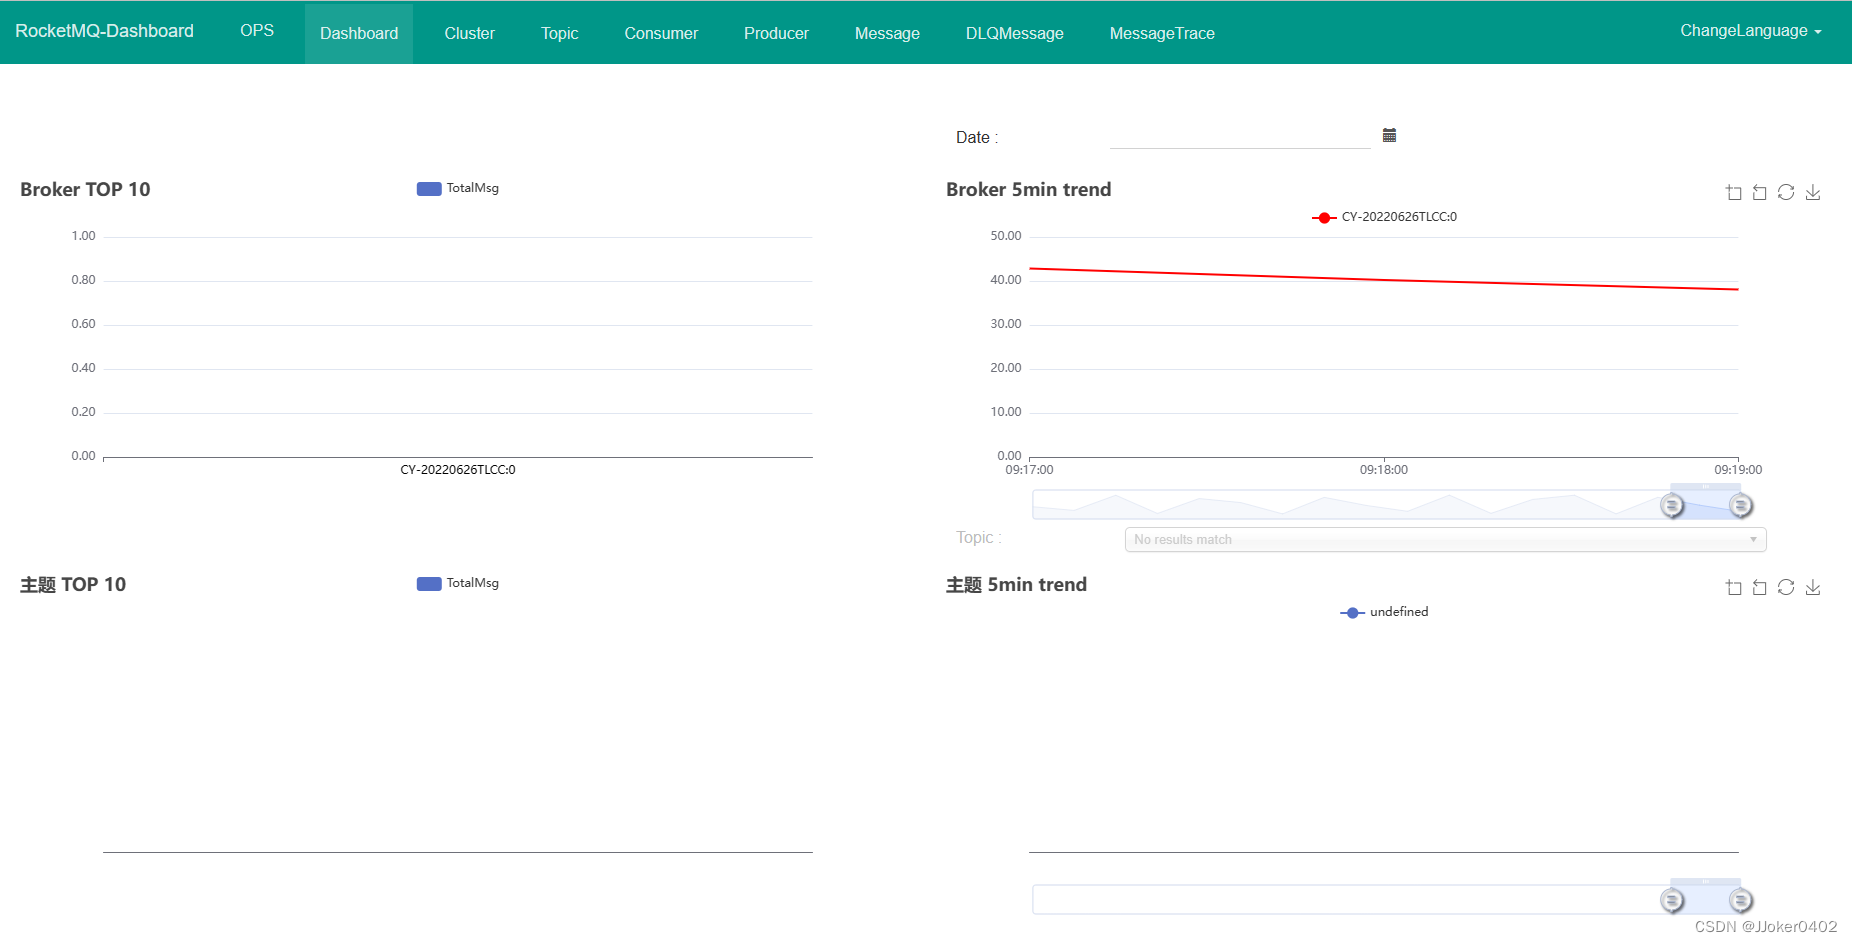 RocketMQ-Dashboard OPS Dashboard Cluster Topic Consumer Producer Message DLQMessage MessageTrace ChangeLanguage
Date :
Broker TOP 10
TotalMsg
1.00
0.80
0.60
0.40
0.20
0.00
CY-20220626TLCC:0
Broker 5min trend
CY-20220626TLCC:0
50.00
40.00
30.00
20.00
10.00
0.00
09:17:00 09:18:00 09:19:00
Topic : No results match
主题 TOP 10
TotalMsg
主题 5min trend
undefined
CSDN @JJoker0402